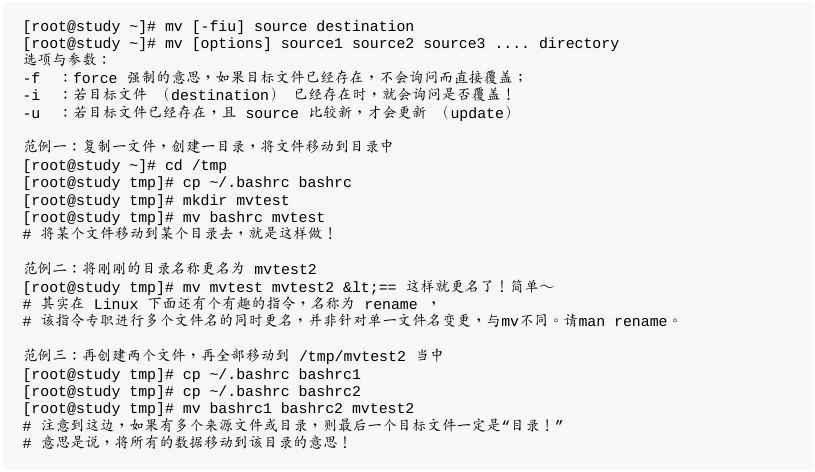 [root@study ~]# mv [-fiu] source destination
[root@study ~]# mv [options] source1 source2 source3 .... directory
选项与参数：
-f ：force 强制的意思，如果目标文件已经存在，不会询问而直接覆盖；
-i ：若目标文件 （destination） 已经存在时，就会询问是否覆盖！
-u ：若目标文件已经存在，且 source 比较新，才会更新 （update）
范例一：复制一文件，创建一目录，将文件移动到目录中
[root@study ~]# cd /tmp
[root@study tmp]# cp ~/.bashrc bashrc
[root@study tmp]# mkdir mvtest
[root@study tmp]# mv bashrc mvtest
# 将某个文件移动到某个目录去，就是这样做！
范例二：将刚刚的目录名称更名为 mvtest2
[root@study tmp]# mv mvtest mvtest2 &lt;== 这样就更名了！简单～
# 其实在 Linux 下面还有个有趣的指令，名称为 rename ，
# 该指令专职进行多个文件名的同时更名，并非针对单一文件名变更，与mv不同。请man rename。
范例三：再创建两个文件，再全部移动到 /tmp/mvtest2 当中
[root@study tmp]# cp ~/.bashrc bashrc1
[root@study tmp]# cp ~/.bashrc bashrc2
[root@study tmp]# mv bashrc1 bashrc2 mvtest2
# 注意到这边，如果有多个来源文件或目录，则最后一个目标文件一定是“目录！”
# 意思是说，将所有的数据移动到该目录的意思！